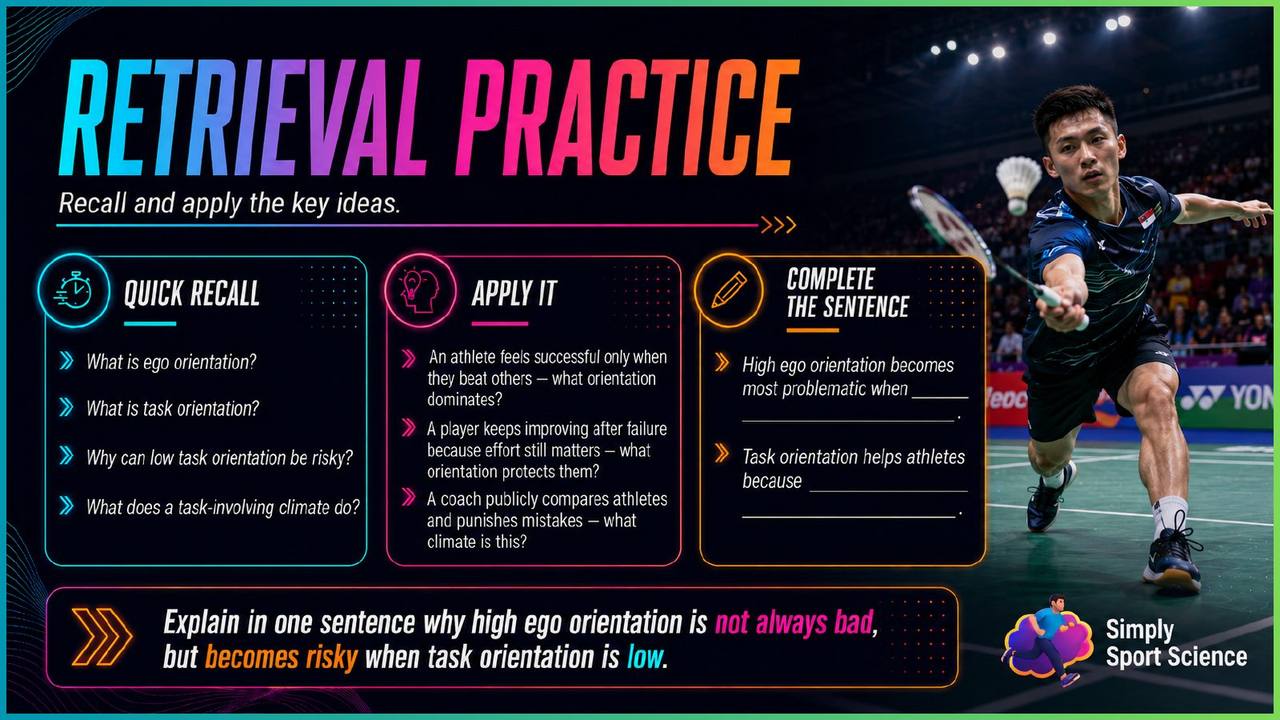 RETRIEVAL PRACTICE
Recall and apply the key ideas.
QUICK RECALL
What is ego orientation?
What is task orientation?
Why can low task orientation be risky?
What does a task-involving climate do?
APPLY IT
An athlete feels successful only when
they beat others — what orientation
dominates?
A player keeps improving after failure
because effort still matters — what
orientation protects them?
A coach publicly compares athletes
and punishes mistakes — what
climate is this?
COMPLETE
THE SENTENCE
High ego orientation becomes
most problematic when ______
______________________.
Task orientation helps athletes
because ________________
______________________.
Explain in one sentence why high ego orientation is not always bad,
but becomes risky when task orientation is low.
YON
Simply
Sport Science